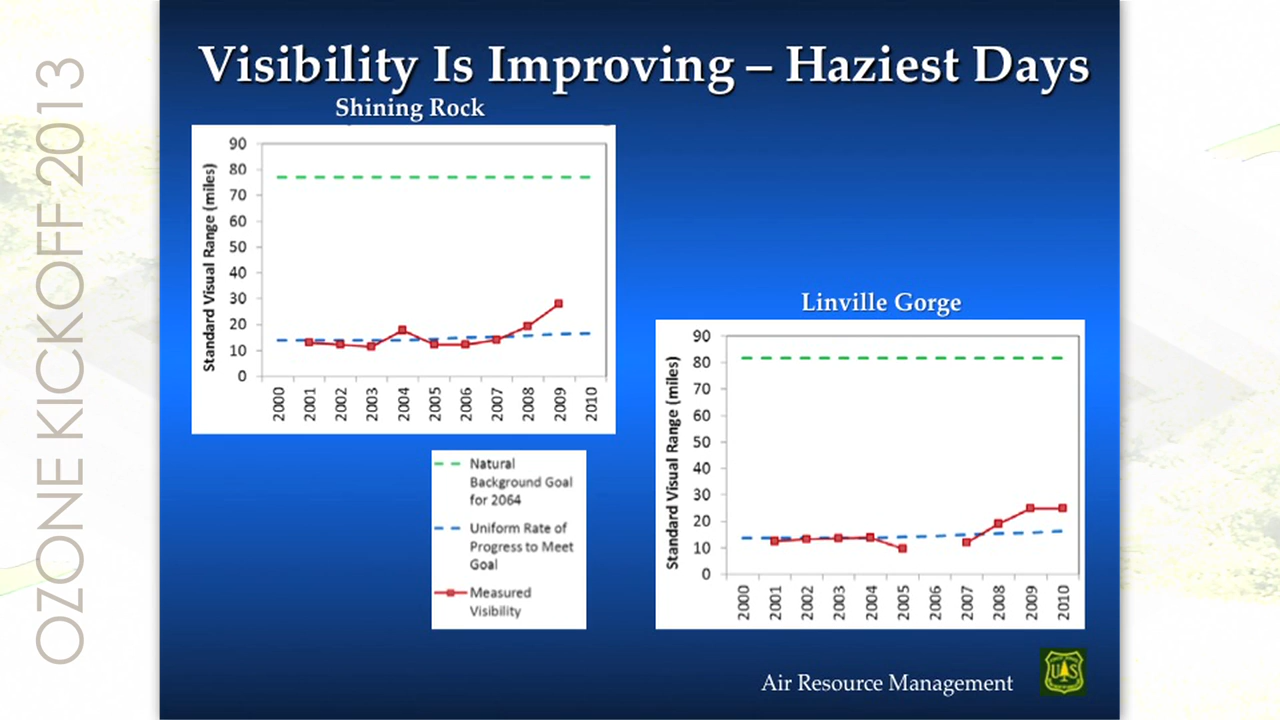 OZONE KICKOFF 2013
Visibility Is Improving – Haziest Days
Shining Rock
Standard Visual Range (miles)
90
80
70
60
50
40
30
20
10
0
2000
2001
2002
2003
2004
2005
2006
2007
2008
2009
2010
Natural
Background Goal
for 2064
Uniform Rate of
Progress to Meet
Goal
Measured
Visibility
Linville Gorge
Standard Visual Range (miles)
90
80
70
60
50
40
30
20
10
0
2000
2001
2002
2003
2004
2005
2006
2007
2008
2009
2010
Air Resource Management
U S